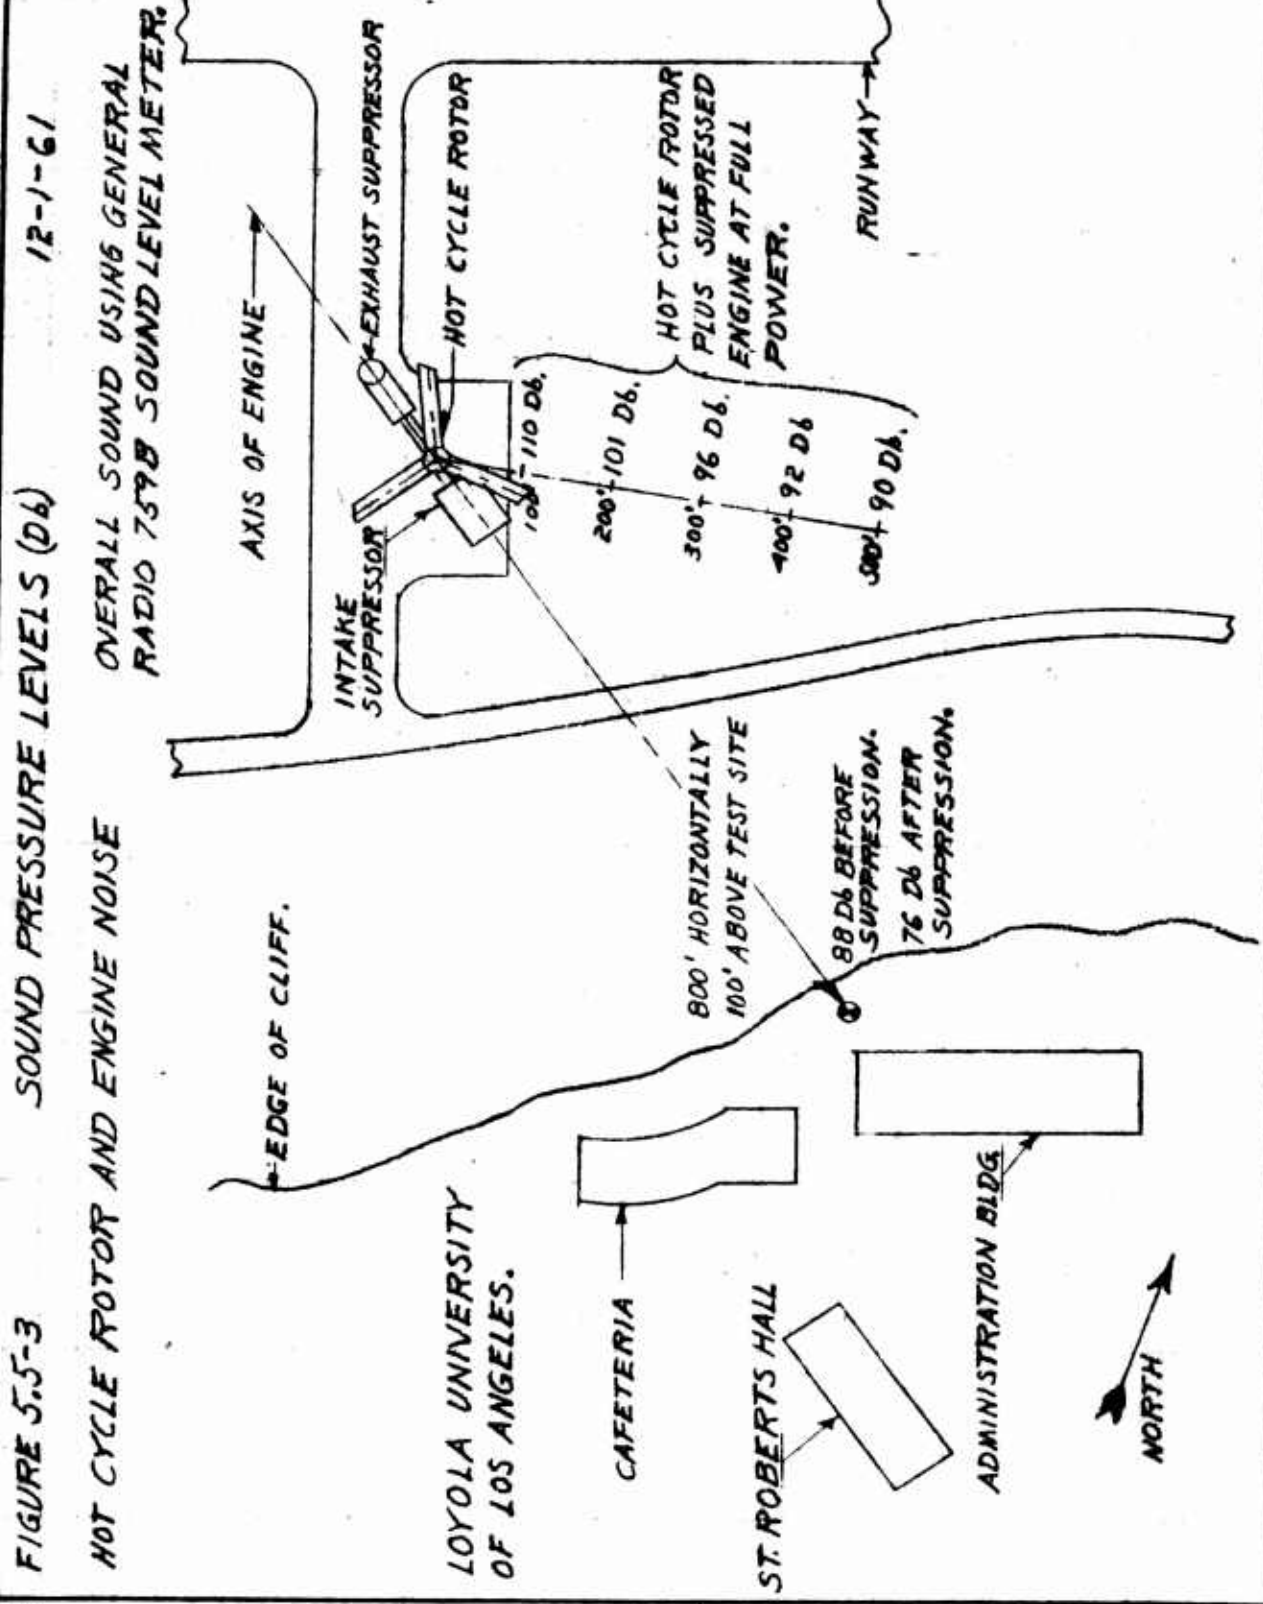 FIGURE 5.5-3 SOUND PRESSURE LEVELS (Db) 12-1-61
HOT CYCLE ROTOR AND ENGINE NOISE
OVERALL SOUND USING GENERAL
RADIO 759B SOUND LEVEL METER.
AXIS OF ENGINE
EXHAUST SUPPRESSOR
HOT CYCLE ROTOR
INTAKE
SUPPRESSOR
100' 110 Db.
200' 101 Db.
300' 96 Db.
400' 92 Db
500' 90 Db.
HOT CYCLE ROTOR
PLUS SUPPRESSED
ENGINE AT FULL
POWER.
RUNWAY
EDGE OF CLIFF.
800' HORIZONTALLY
100' ABOVE TEST SITE
88 Db BEFORE
SUPPRESSION.
76 Db AFTER
SUPPRESSION.
LOYOLA UNIVERSITY
OF LOS ANGELES.
CAFETERIA
ST. ROBERTS HALL
ADMINISTRATION BLDG.
NORTH